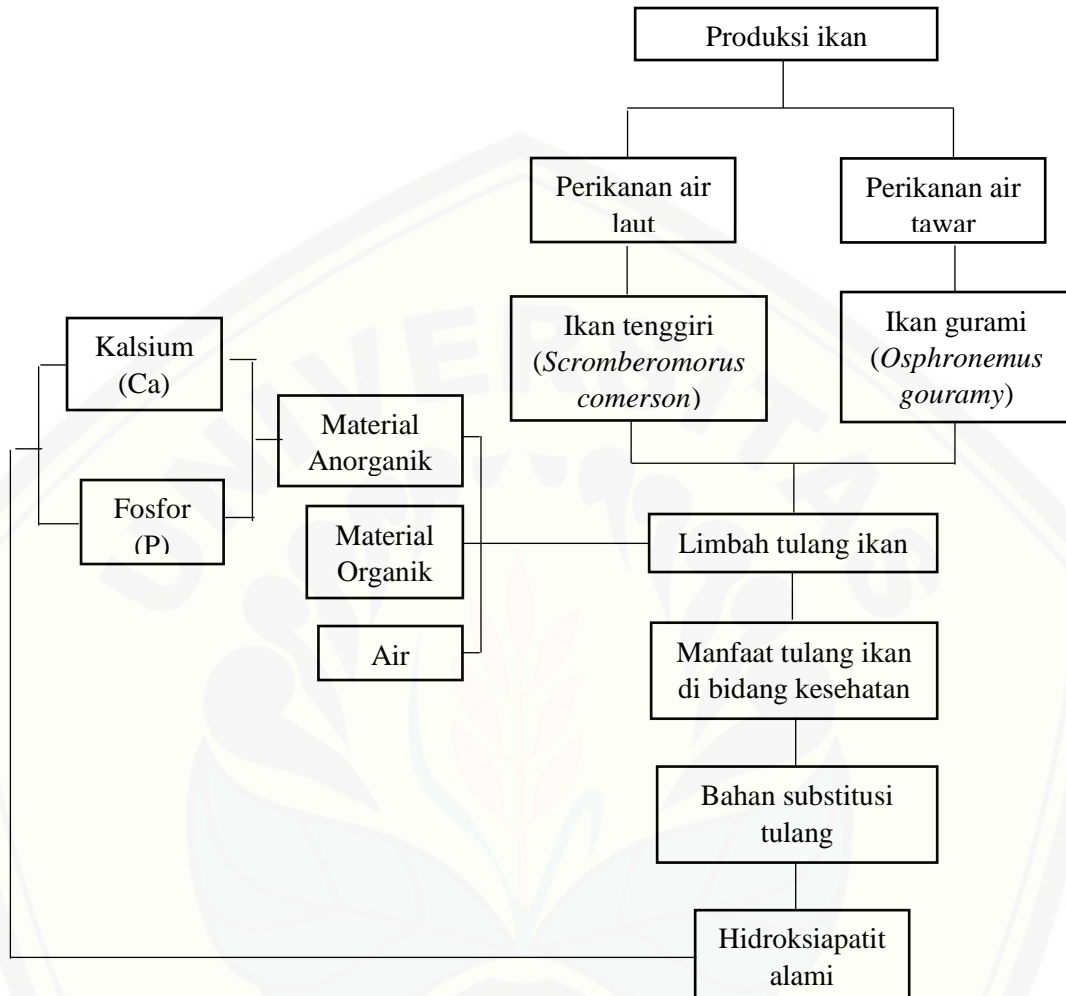 Produksi ikan
Perikanan air
laut
Perikanan air
tawar
Ikan tenggiri
(Scromberomorus
comerson)
Ikan gurami
(Osphronemus
gouramy)
Kalsium
(Ca)
Fosfor
(P)
Material
Anorganik
Material
Organik
Air
Limbah tulang ikan
Manfaat tulang ikan
di bidang kesehatan
Bahan substitusi
tulang
Hidroksiapatit
alami
UNIVERSITAS